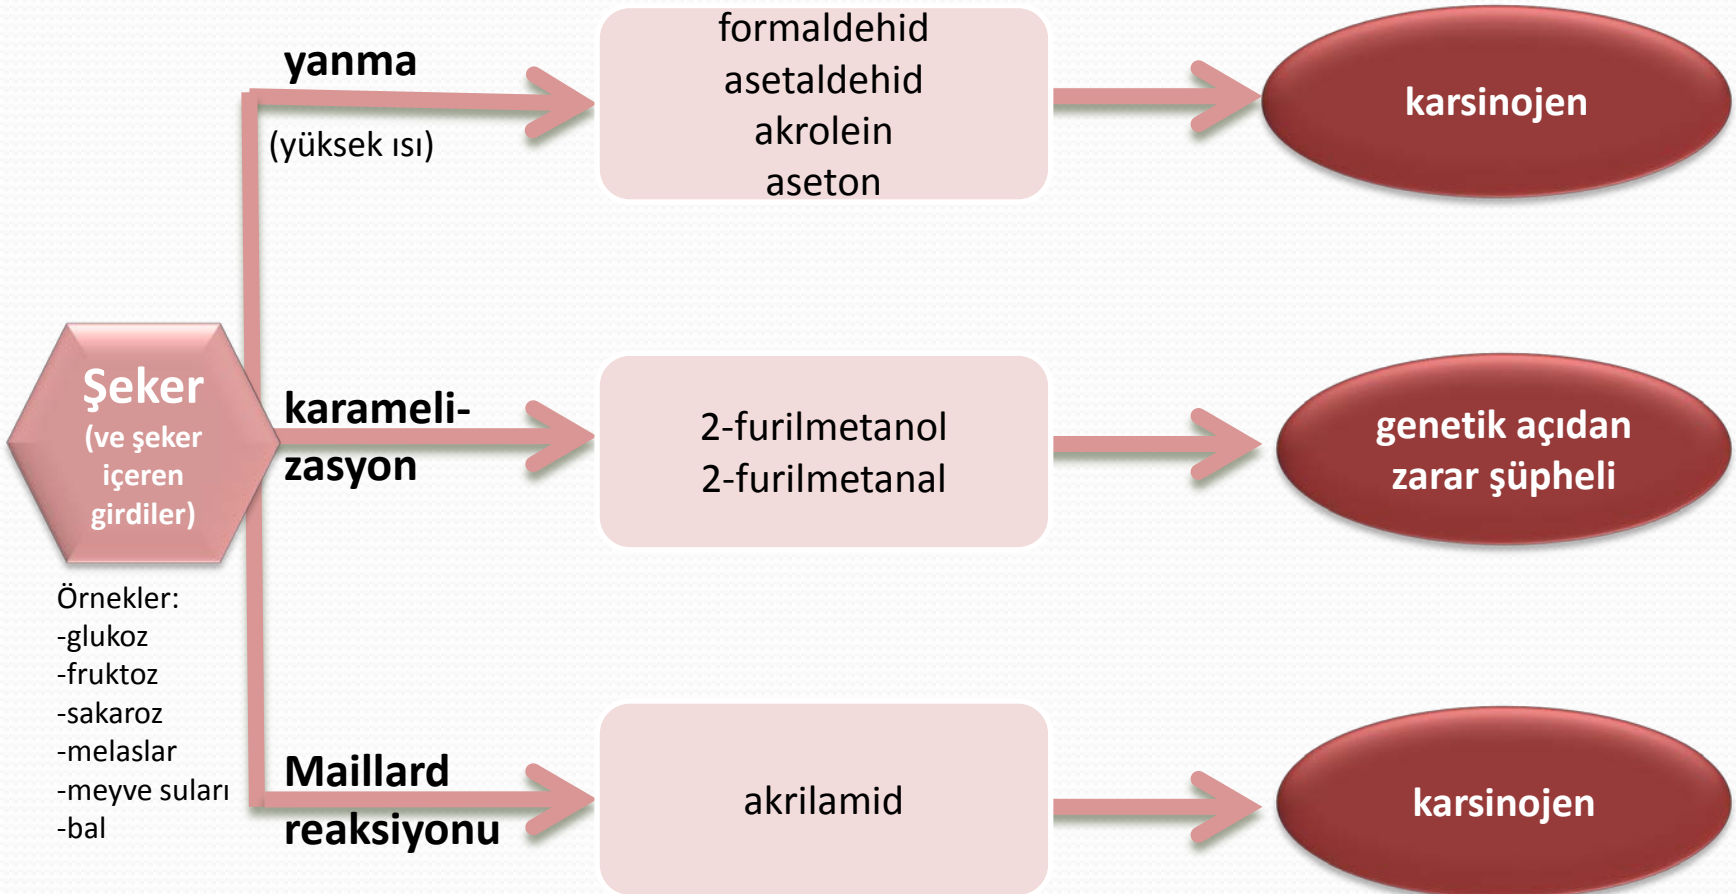 yanma
(yüksek ısı)
formaldehid
asetaldehid
akrolein
aseton
karsinojen
Şeker
(ve şeker
içeren
girdiler)
karameli-
zasyon
2-furilmetanol
2-furilmetanal
genetik açıdan
zarar şüpheli
Örnekler:
-glukoz
-fruktoz
-sakaroz
-melaslar
-meyve suları
-bal
Maillard
reaksiyonu
akrilamid
karsinojen